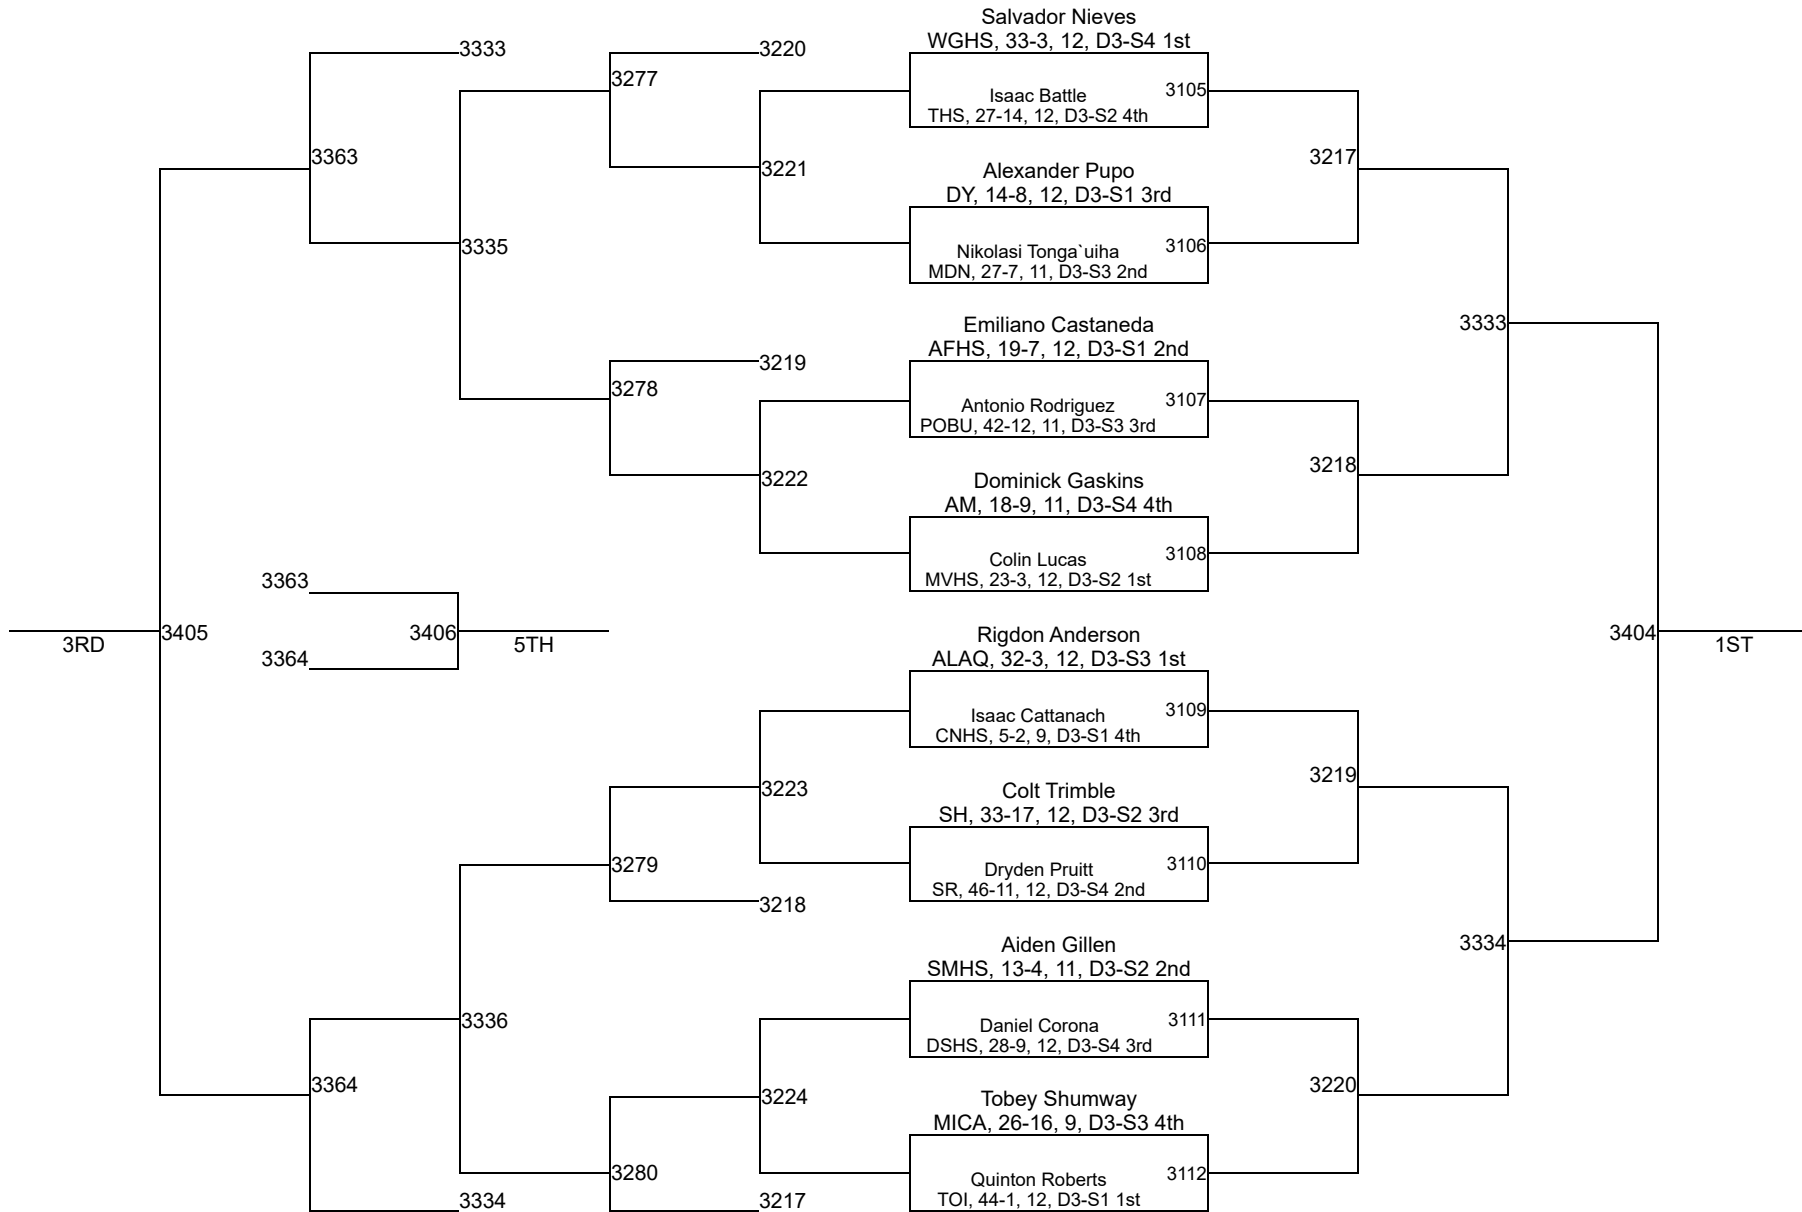 Salvador Nieves
WGHS, 33-3, 12, D3-S4 1st
3333
3220
3277
Isaac Battle
3105
THS, 27-14, 12, D3-S2 4th
3363
3221
3217
Alexander Pupo
DY, 14-8, 12, D3-S1 3rd
3335
Nikolasi Tonga`uiha
3106
MDN, 27-7, 11, D3-S3 2nd
Emiliano Castaneda
AFHS, 19-7, 12, D3-S1 2nd
3333
3219
3278
Antonio Rodriguez
3107
POBU, 42-12, 11, D3-S3 3rd
3222
3218
Dominick Gaskins
AM, 18-9, 11, D3-S4 4th
Colin Lucas
3108
MVHS, 23-3, 12, D3-S2 1st
3363
3RD
3405
3406
5TH
3364
3404
1ST
Rigdon Anderson
ALAQ, 32-3, 12, D3-S3 1st
Isaac Cattanach
3109
CNHS, 5-2, 9, D3-S1 4th
3223
3219
Colt Trimble
SH, 33-17, 12, D3-S2 3rd
3279
Dryden Pruitt
3110
SR, 46-11, 12, D3-S4 2nd
3218
3334
Aiden Gillen
SMHS, 13-4, 11, D3-S2 2nd
3336
Daniel Corona
3111
DSHS, 28-9, 12, D3-S4 3rd
3364
3224
3220
Tobey Shumway
MICA, 26-16, 9, D3-S3 4th
3280
Quinton Roberts
3112
TOI, 44-1, 12, D3-S1 1st
3334
3217